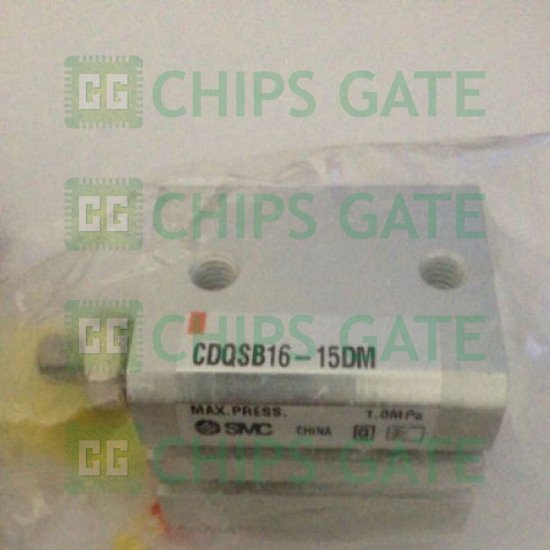 CG CHIPS GATE
CG CHIPS GATE
CG CHIPS GATE
CDQSB16-15DM
MAX.PRESS. 1.0MPa
SMC CHINA
CG CHIPS GATE